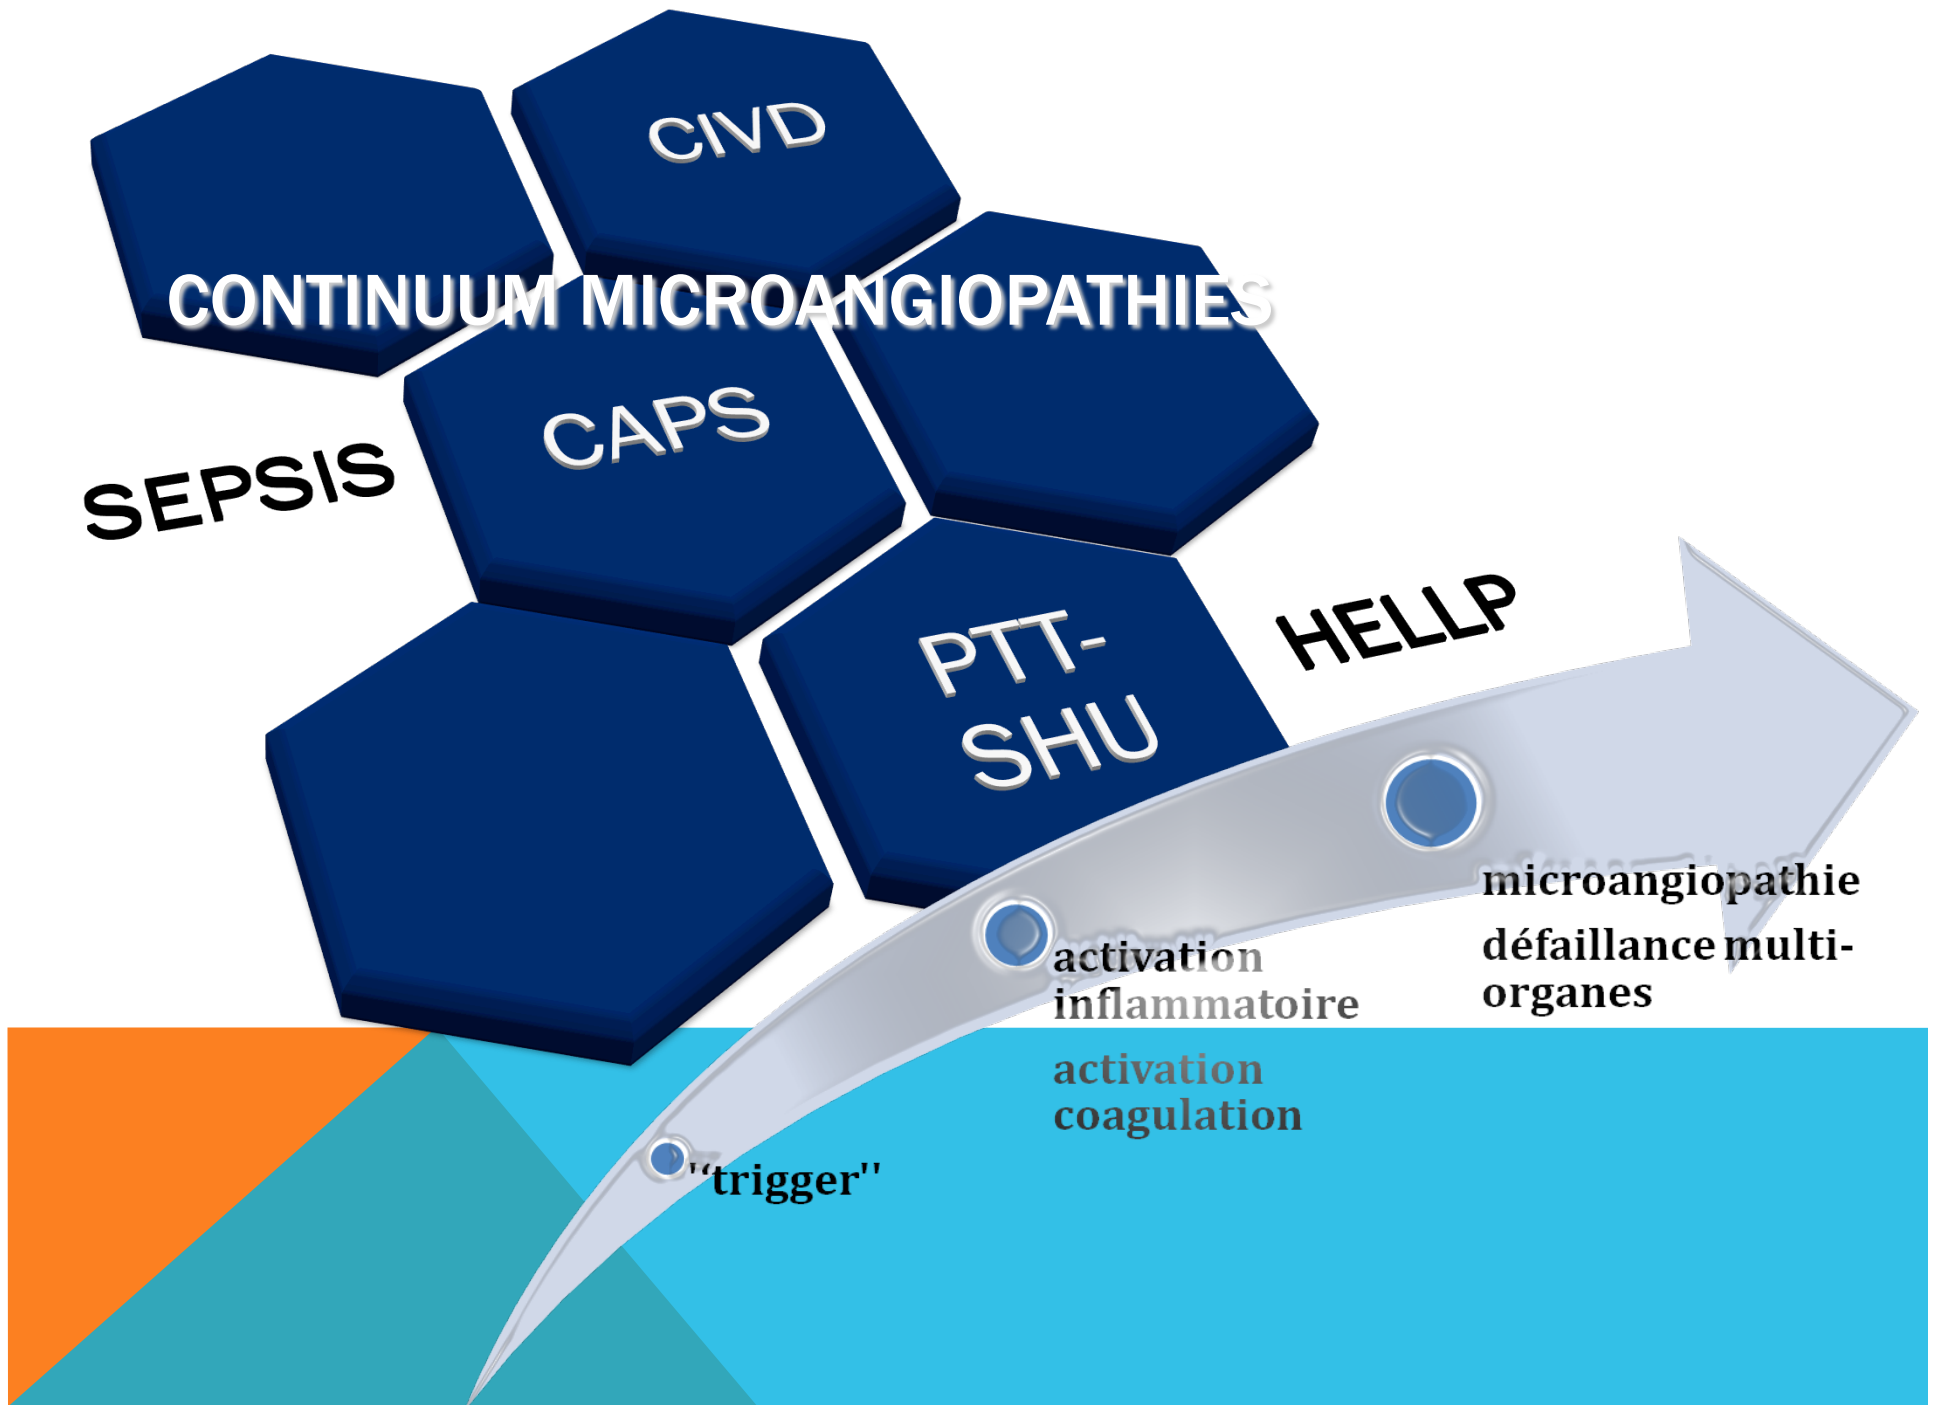 CIVD
CONTINUUM MICROANGIOPATHIES
CAPS
SEPSIS
HELLP
PTT-
SHU
microangiopathie
défaillance multi-
organes
activation
inflammatoire
activation
coagulation
"“trigger"